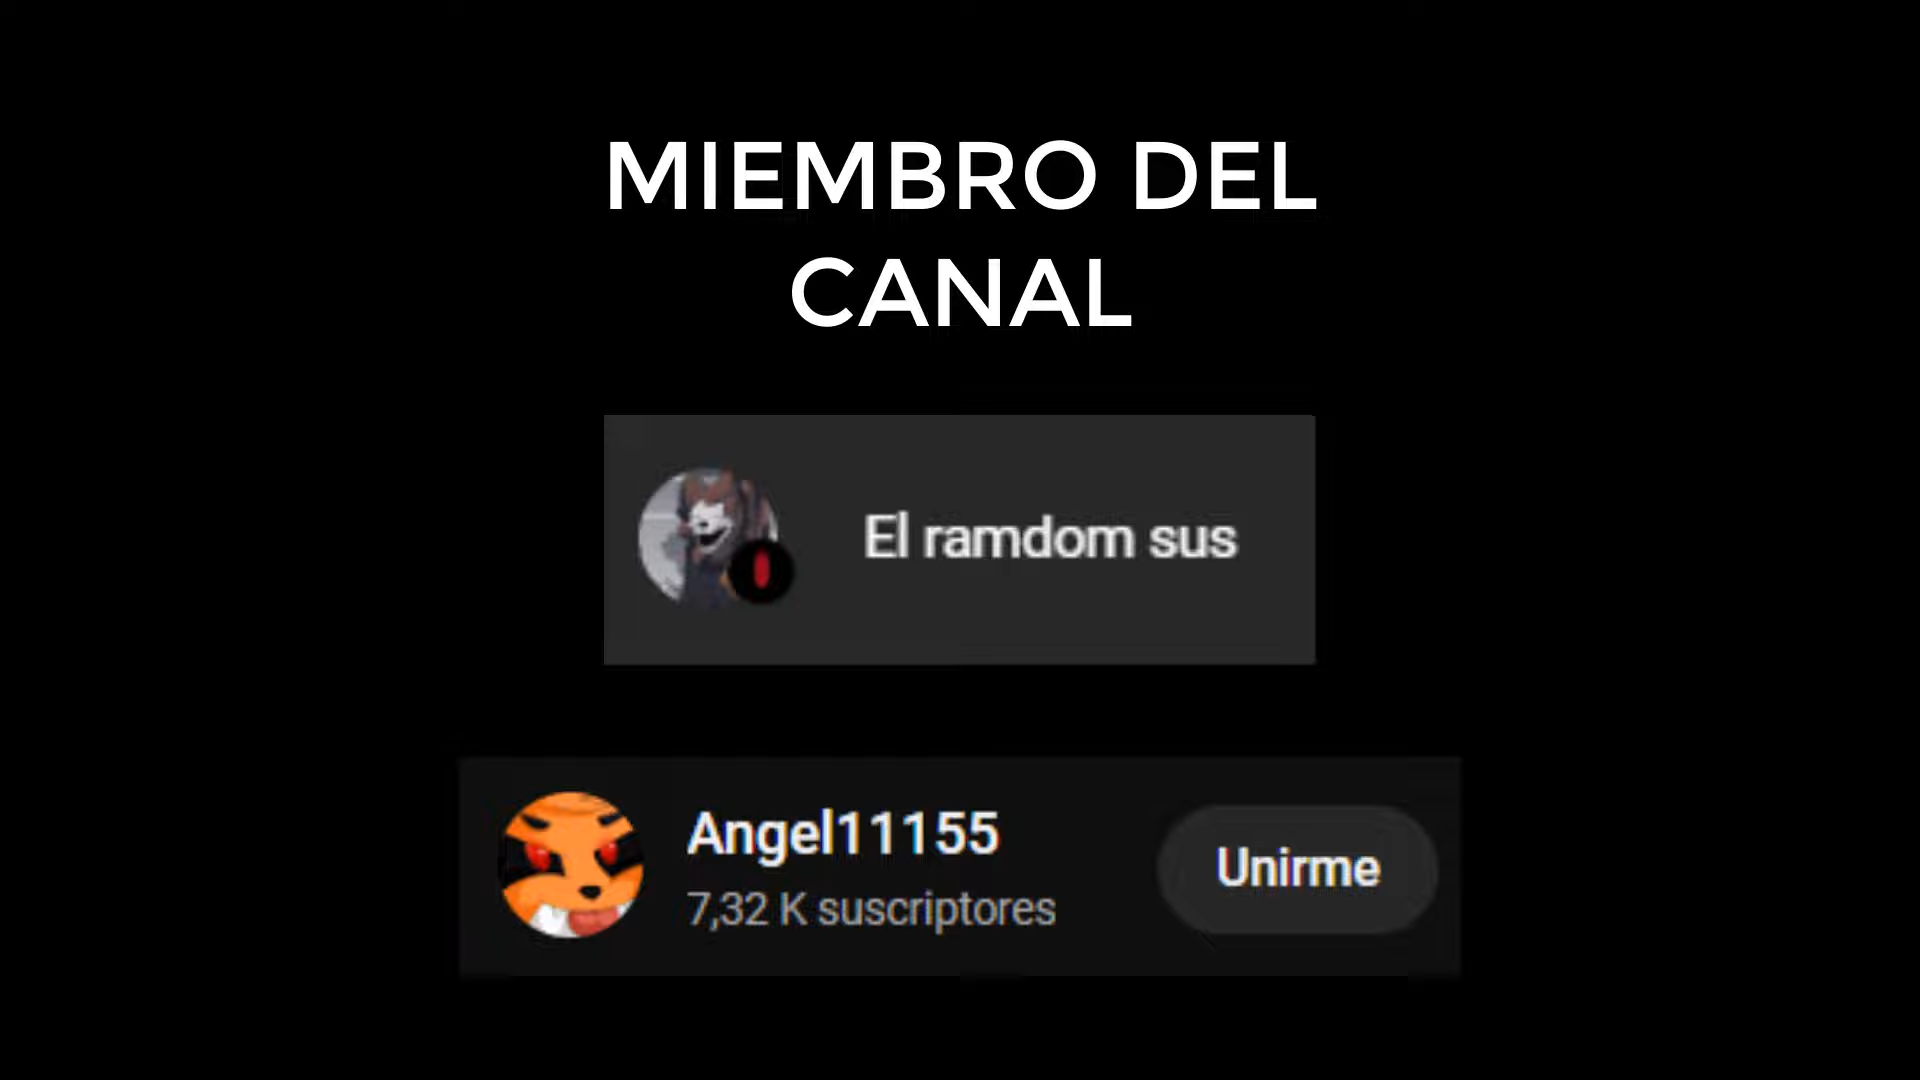 MIEMBRO DEL
CANAL
El ramdom sus
Angel11155
7,32 K suscriptores
Unirme